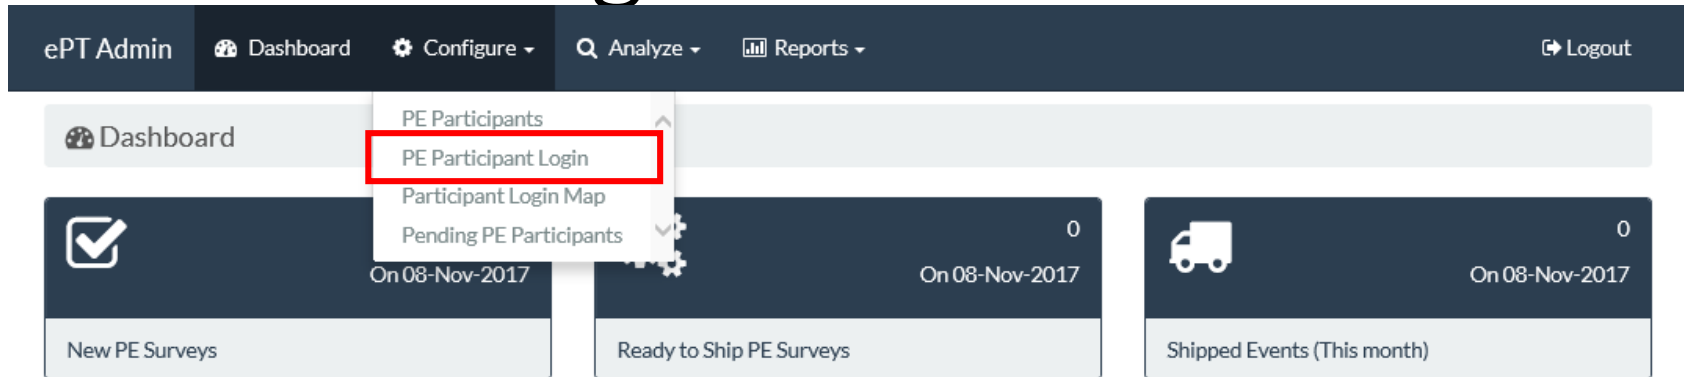 ePT Admin Dashboard Configure Analyze Reports Logout
Dashboard
PE Participants
PE Participant Login
Participant Login Map
Pending PE Participants
On 08-Nov-2017
New PE Surveys
0
On 08-Nov-2017
Ready to Ship PE Surveys
0
On 08-Nov-2017
Shipped Events (This month)